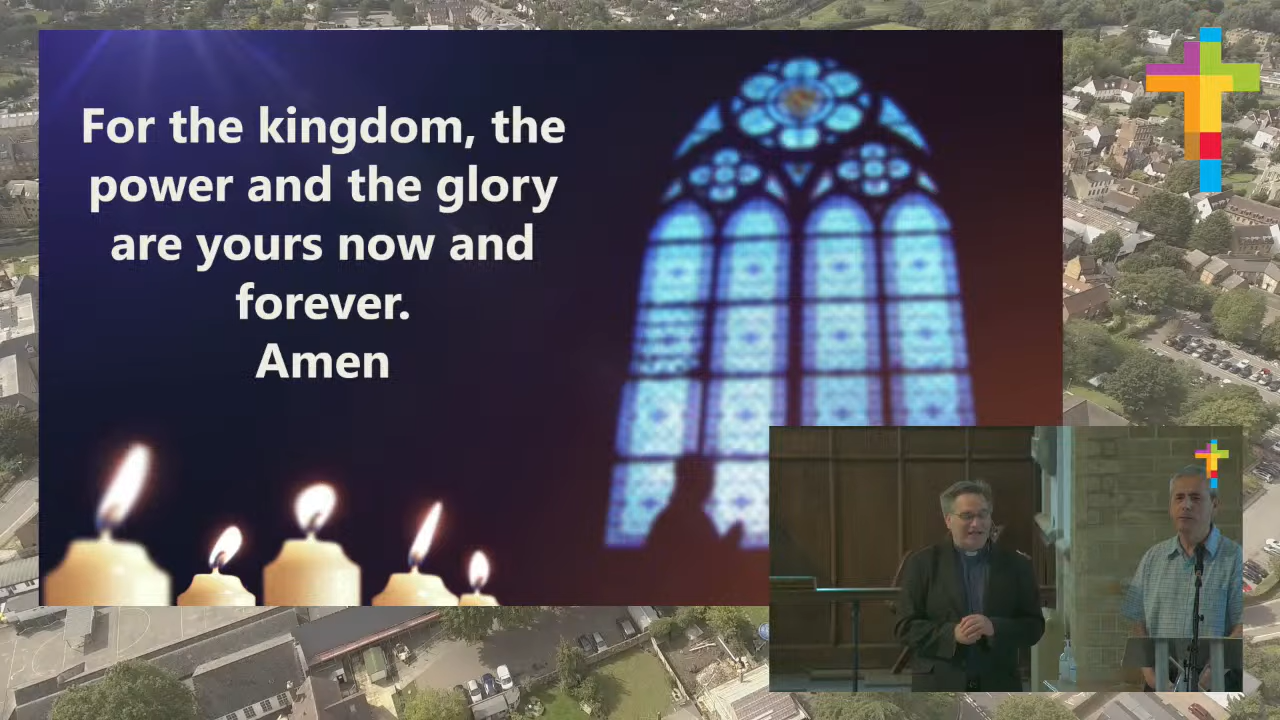 For the kingdom, the
power and the glory
are yours now and
forever.
Amen